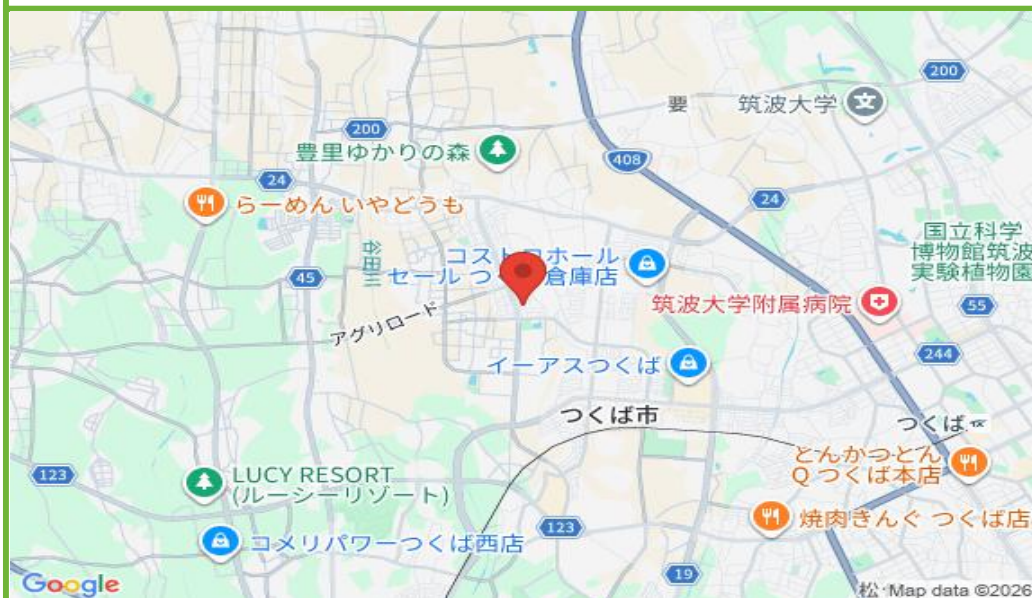 200
要
筑波大学
200
豊里ゆかりの森
408
24
24
らーめん いやどうも
国立科学
博物館筑波
実験植物園
谷田川
コストコホール
セール つく 倉庫店
45
筑波大学附属病院
55
アグリロード
244
イーアスつくば
つくば市
つくば
とんかつとん
Q つくば本店
123
LUCY RESORT
(ルーシーリゾート)
焼肉きんぐ つくば店
123
コメリパワーつくば西店
19
Google
松
Map data ©2026